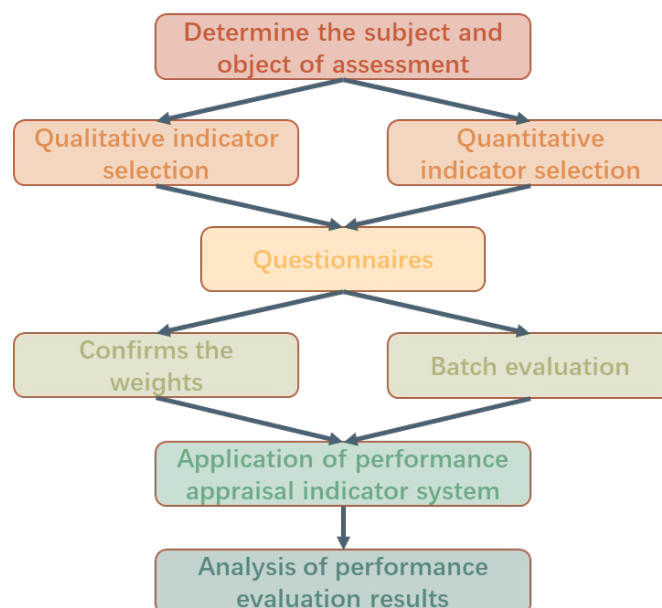 Determine the subject and
object of assessment
Qualitative indicator
selection
Quantitative
indicator selection
Questionnaires
Confirms the
weights
Batch evaluation
Application of performance
appraisal indicator system
Analysis of performance
evaluation results